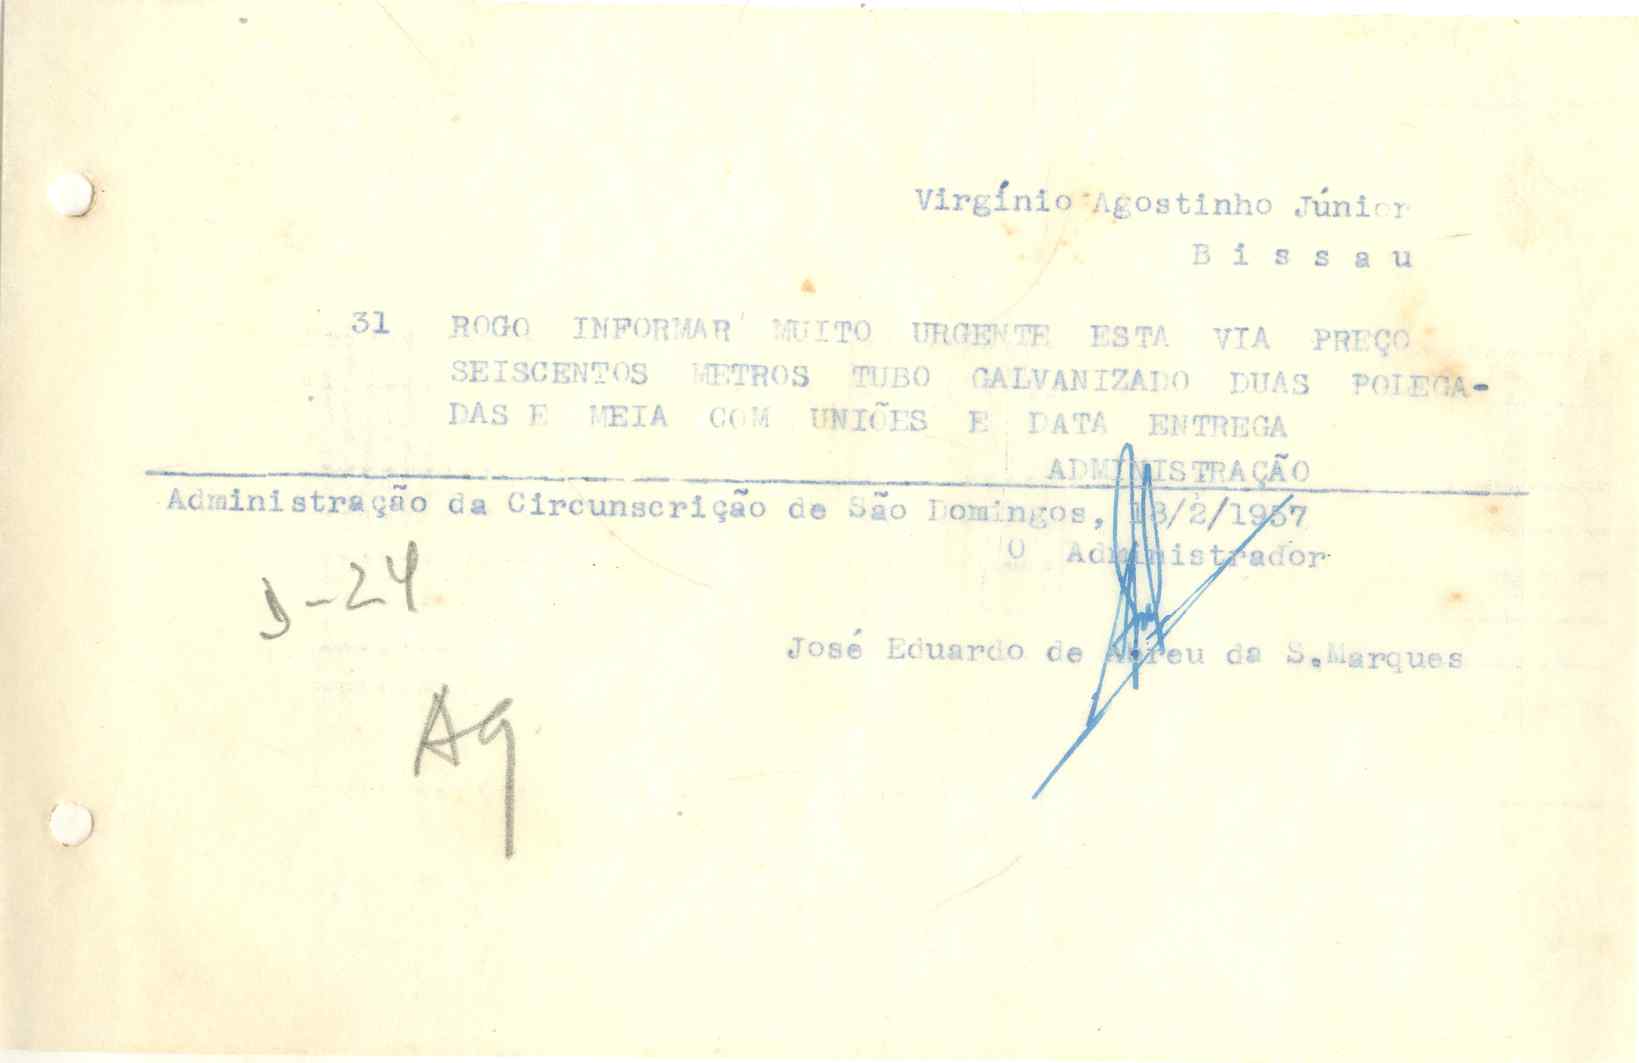 Virgínio Agostinho Júnior
B i s s a u
31 ROGO INFORMAR MUITO URGENTE ESTA VIA PREÇO
SEISCENTOS METROS TUBO GALVANIZADO DUAS POLEGA-
DAS E MEIA COM UNIÕES E DATA ENTREGA
ADMINISTRAÇÃO
Administração da Circunscrição de São Domingos, 18/2/1957
O Administrador
D-24
José Eduardo de Abreu da S.Marques
Ag